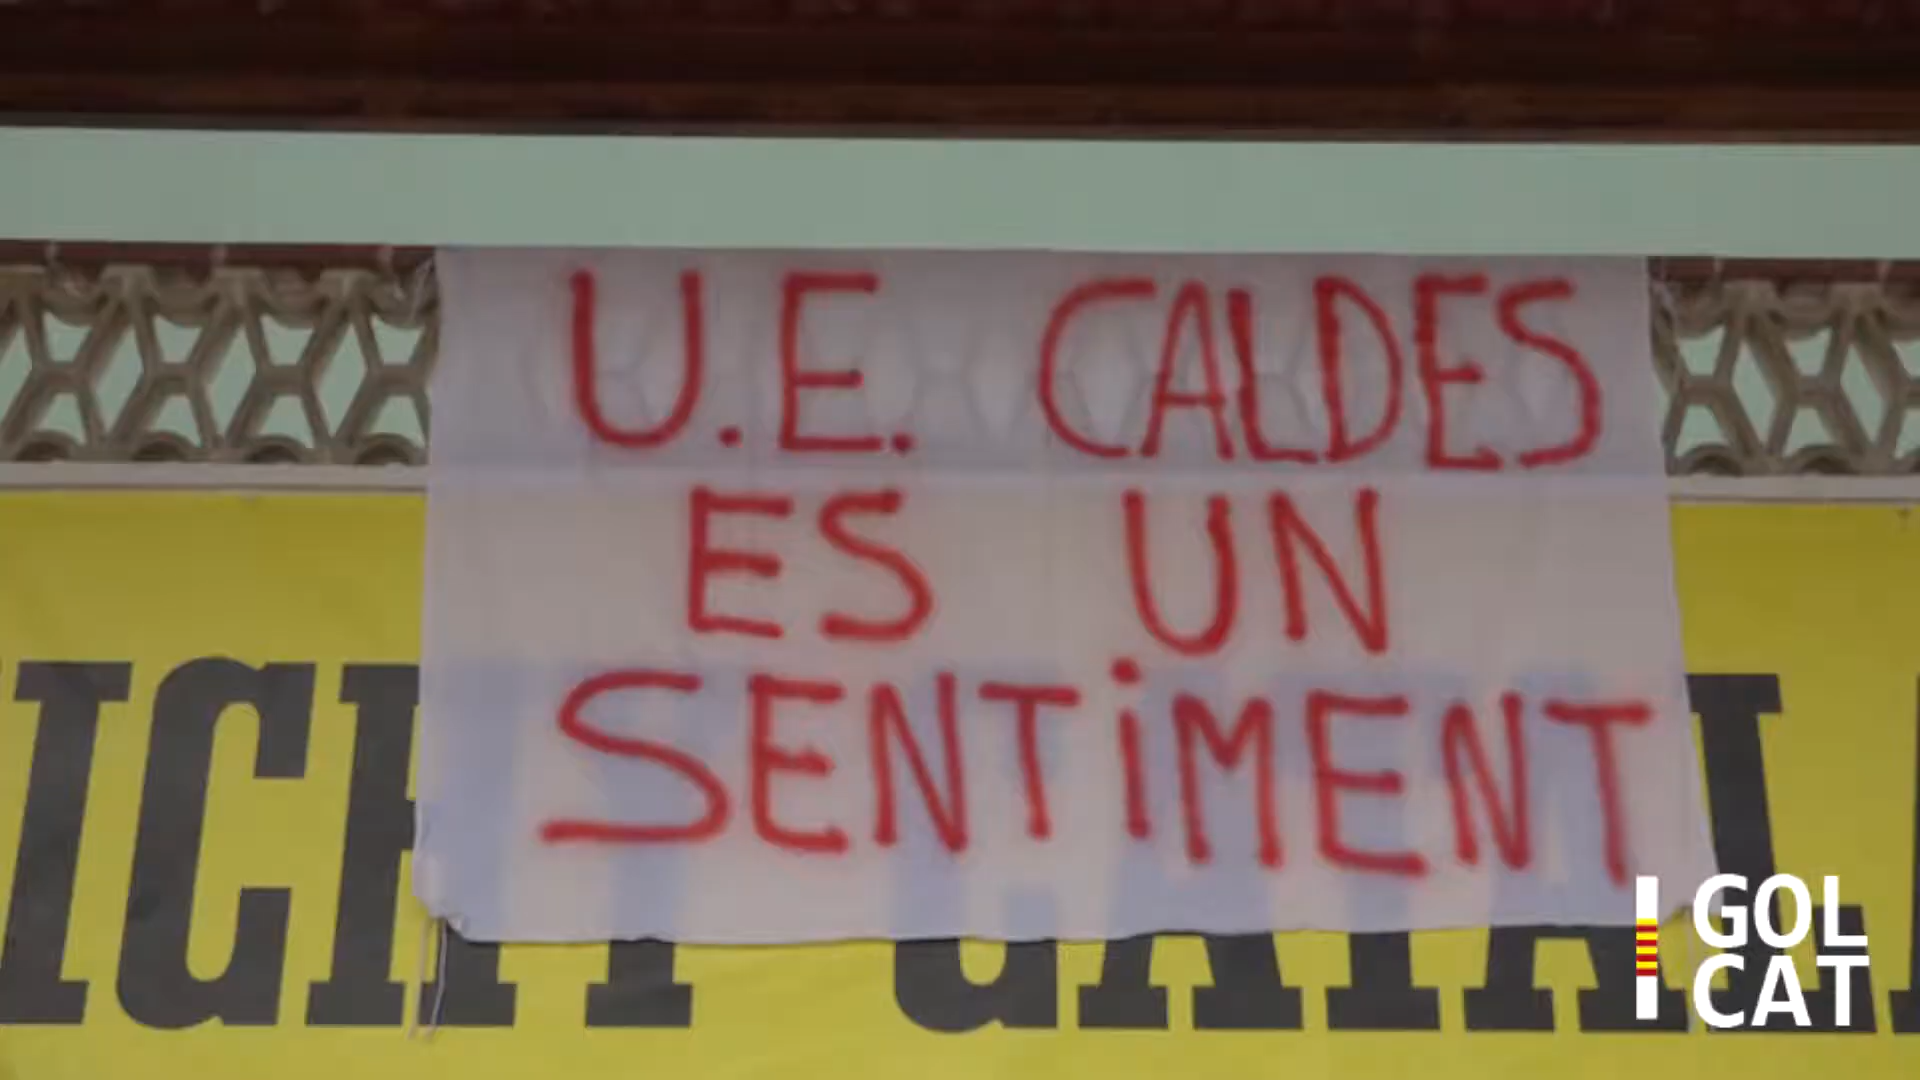 U.E. CALDES
ES UN
SENTiMENT
GOL
CAT